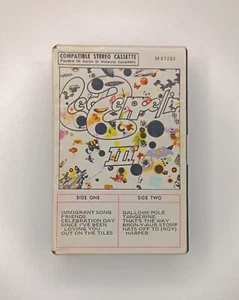 COMPATIBLE STEREO CASSETTE
Playable On Stereo Or Monaural Equipment
M 57201
Led Zeppelin
III
SIDE ONE
IMMIGRANT SONG
FRIENDS
CELEBRATION DAY
SINCE I'VE BEEN
LOVING YOU
OUT ON THE TILES
SIDE TWO
GALLOWS POLE
TANGERINE
THAT'S THE WAY
BRON-Y-AUR STOMP
HATS OFF TO (ROY)
HARPER